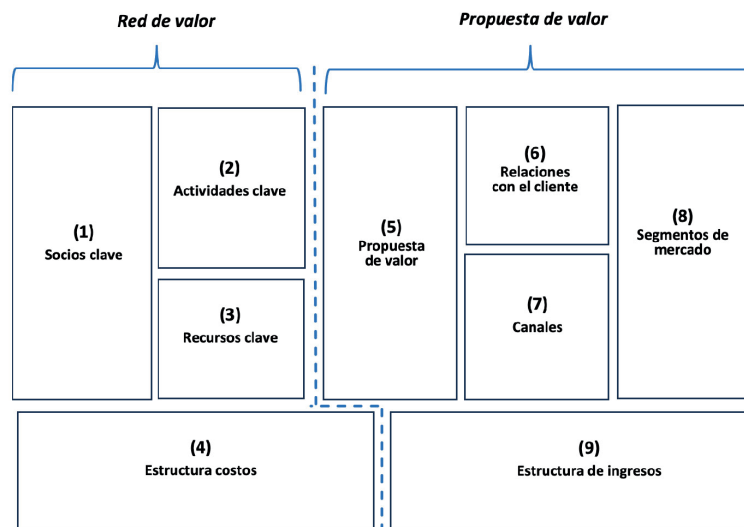 Red de valor
Propuesta de valor
(1)
Socios clave
(2)
Actividades clave
(3)
Recursos clave
(4)
Estructura costos
(5)
Propuesta
de valor
(6)
Relaciones
con el cliente
(7)
Canales
(8)
Segmentos de
mercado
(9)
Estructura de ingresos